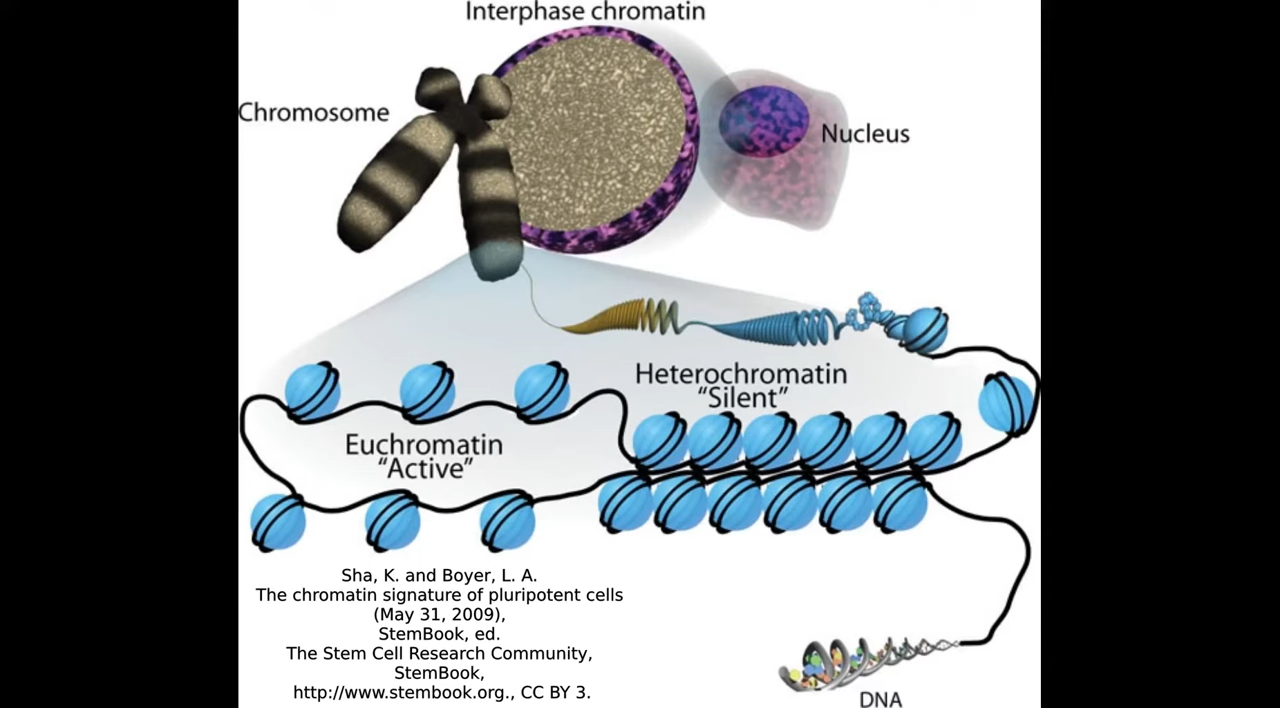 Interphase chromatin
Chromosome
Nucleus
Heterochromatin
“Silent”
Euchromatin
“Active”
Sha, K. and Boyer, L. A.
The chromatin signature of pluripotent cells
(May 31, 2009),
StemBook, ed.
The Stem Cell Research Community,
StemBook,
http://www.stembook.org., CC BY 3.
DNA